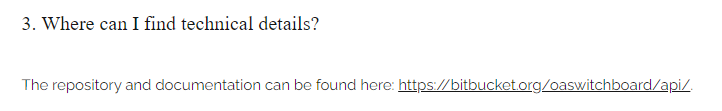 3. Where can I find technical details?
The repository and documentation can be found here: https://bitbucket.org/oaswitchboard/api/.